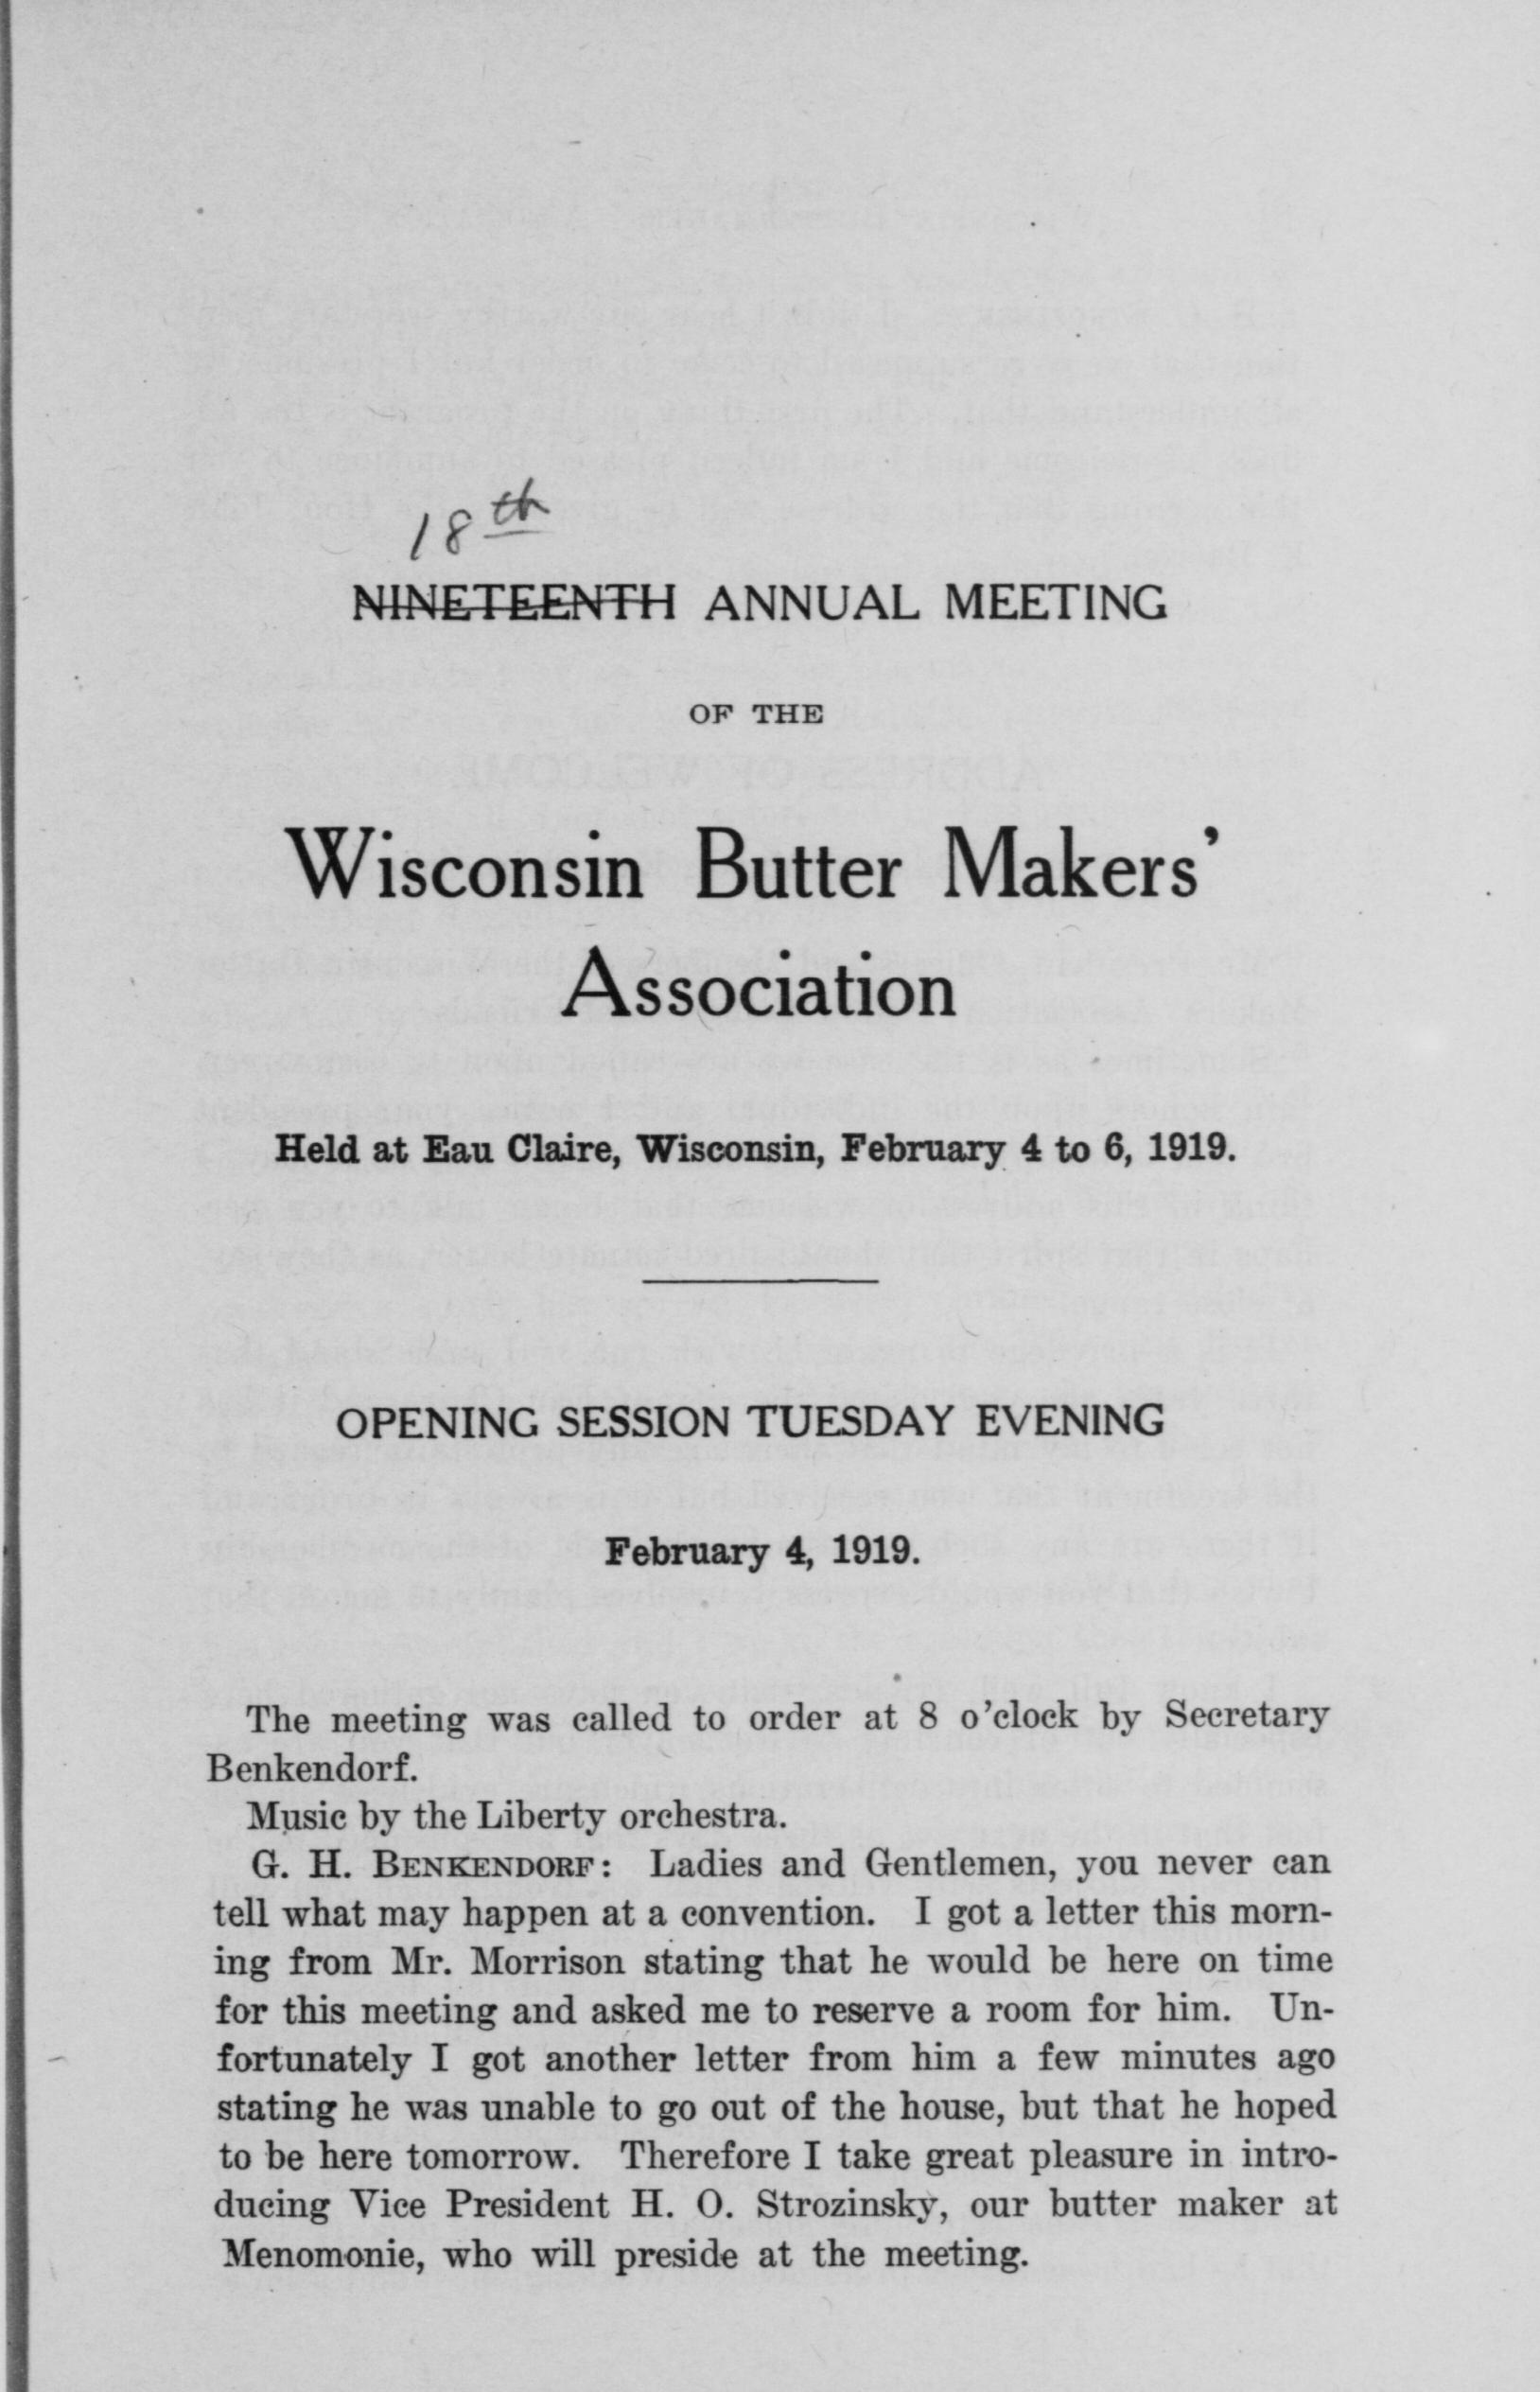 18th
NINETEENTH ANNUAL MEETING
OF THE
Wisconsin Butter Makers'
Association
Held at Eau Claire, Wisconsin, February 4 to 6, 1919.
OPENING SESSION TUESDAY EVENING
February 4, 1919.
The meeting was called to order at 8 o'clock by Secretary
Benkendorf.
Music by the Liberty orchestra.
G. H. BENKENDORF: Ladies and Gentlemen, you never can
tell what may happen at a convention. I got a letter this morn-
ing from Mr. Morrison stating that he would be here on time
for this meeting and asked me to reserve a room for him. Un-
fortunately I got another letter from him a few minutes ago
stating he was unable to go out of the house, but that he hoped
to be here tomorrow. Therefore I take great pleasure in intro-
ducing Vice President H. O. Strozinsky, our butter maker at
Menomonie, who will preside at the meeting.